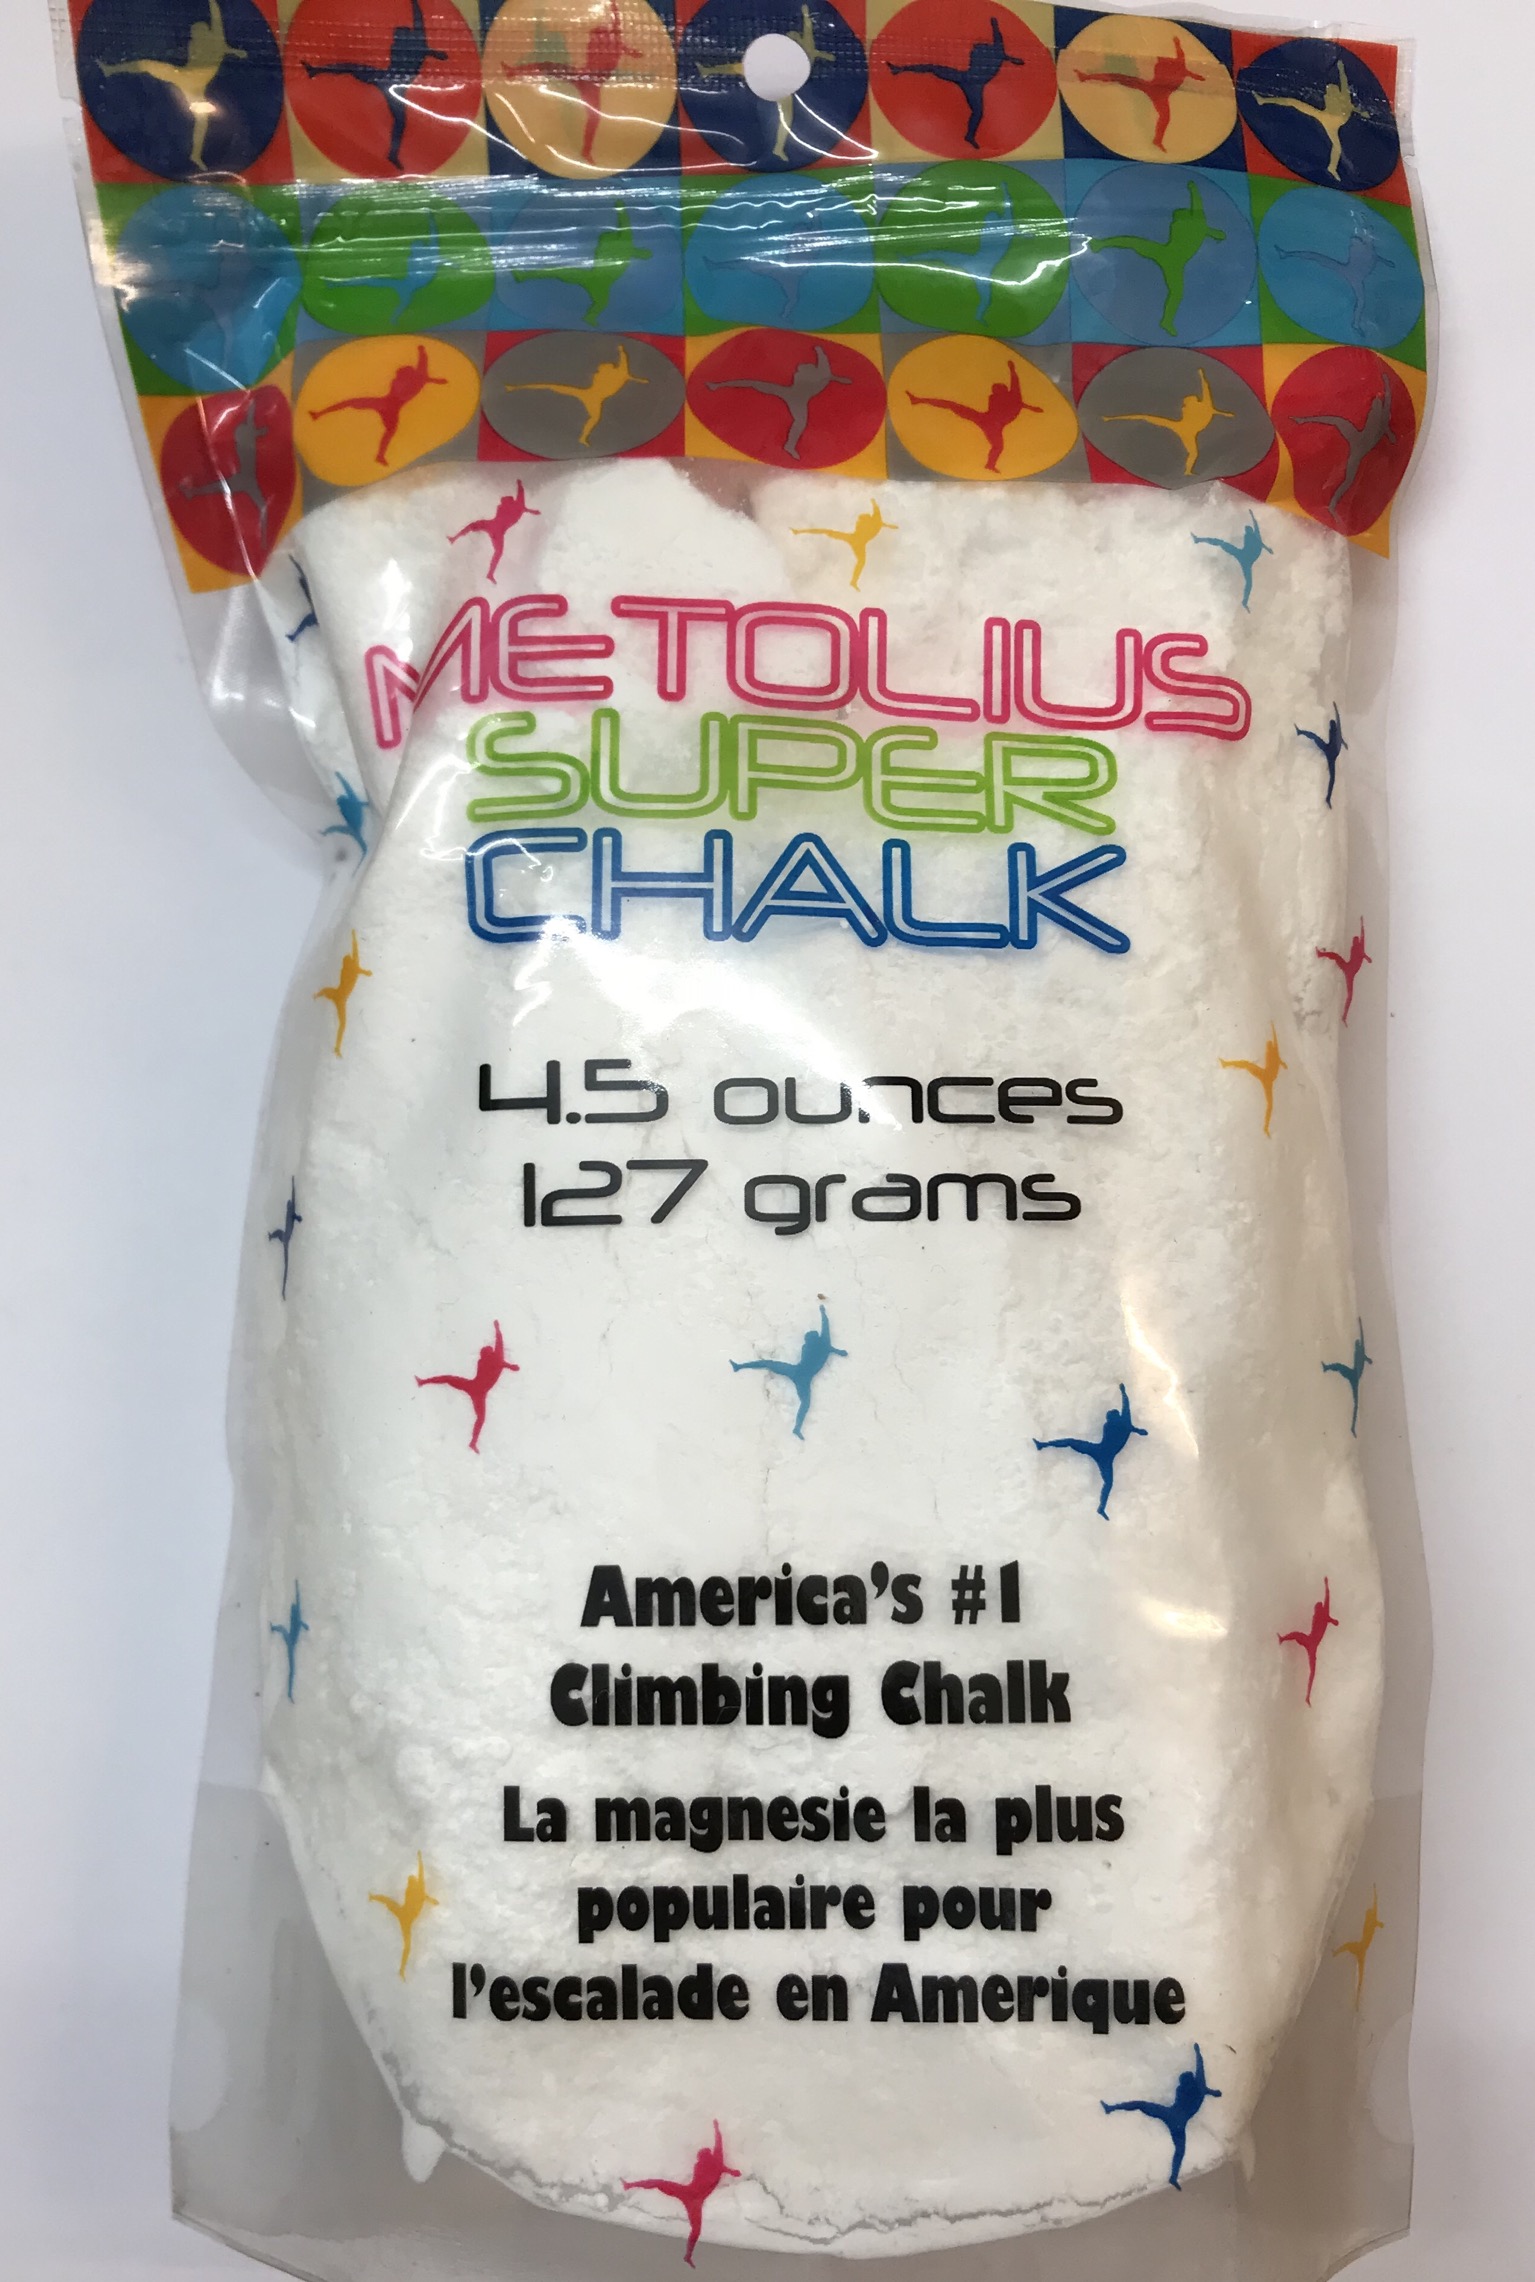 METOLIUS
SUPER
CHALK
4.5 ounces
127 grams
America's #1
Climbing Chalk
La magnesie la plus
populaire pour
l'escalade en Amerique